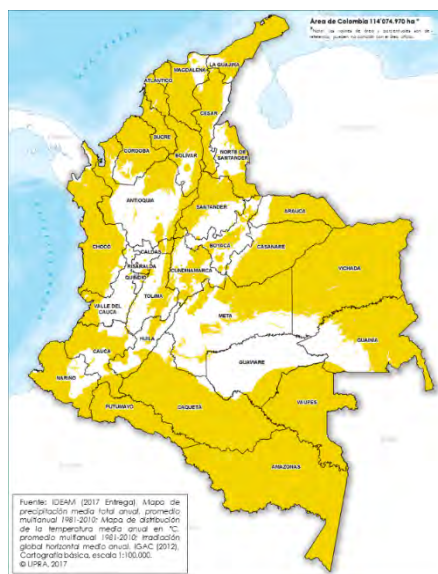 Área de Colombia 114´074.970 ha *
LA GUAJIRA
MAGDALENA
ATLÁNTICO
CESAR
SUCRE
CÓRDOBA
BOLÍVAR
NORTE DE
SANTANDER
ANTIOQUIA
SANTANDER
ARAUCA
CHOCÓ
BOYACÁ
CASANARE
CALDAS
RISARALDA
CUNDINAMARCA
QUINDÍO
VICHADA
TOLIMA
VALLE DEL
CAUCA
META
HUILA
GUAINÍA
CAUCA
GUAVIARE
NARIÑO
VAUPÉS
PUTUMAYO
CAQUETÁ
AMAZONAS
Fuente: IDEAM (2017 Entrega). Mapa de
precipitación media total anual, promedio
multianual 1981-2010; Mapa de distribución
de la temperatura media anual en °C,
promedio multianual 1981-2010; Irradiación
global horizontal medio anual. IGAC (2012),
Cartografía básica, escala 1:100.000.
© UPRA, 2017